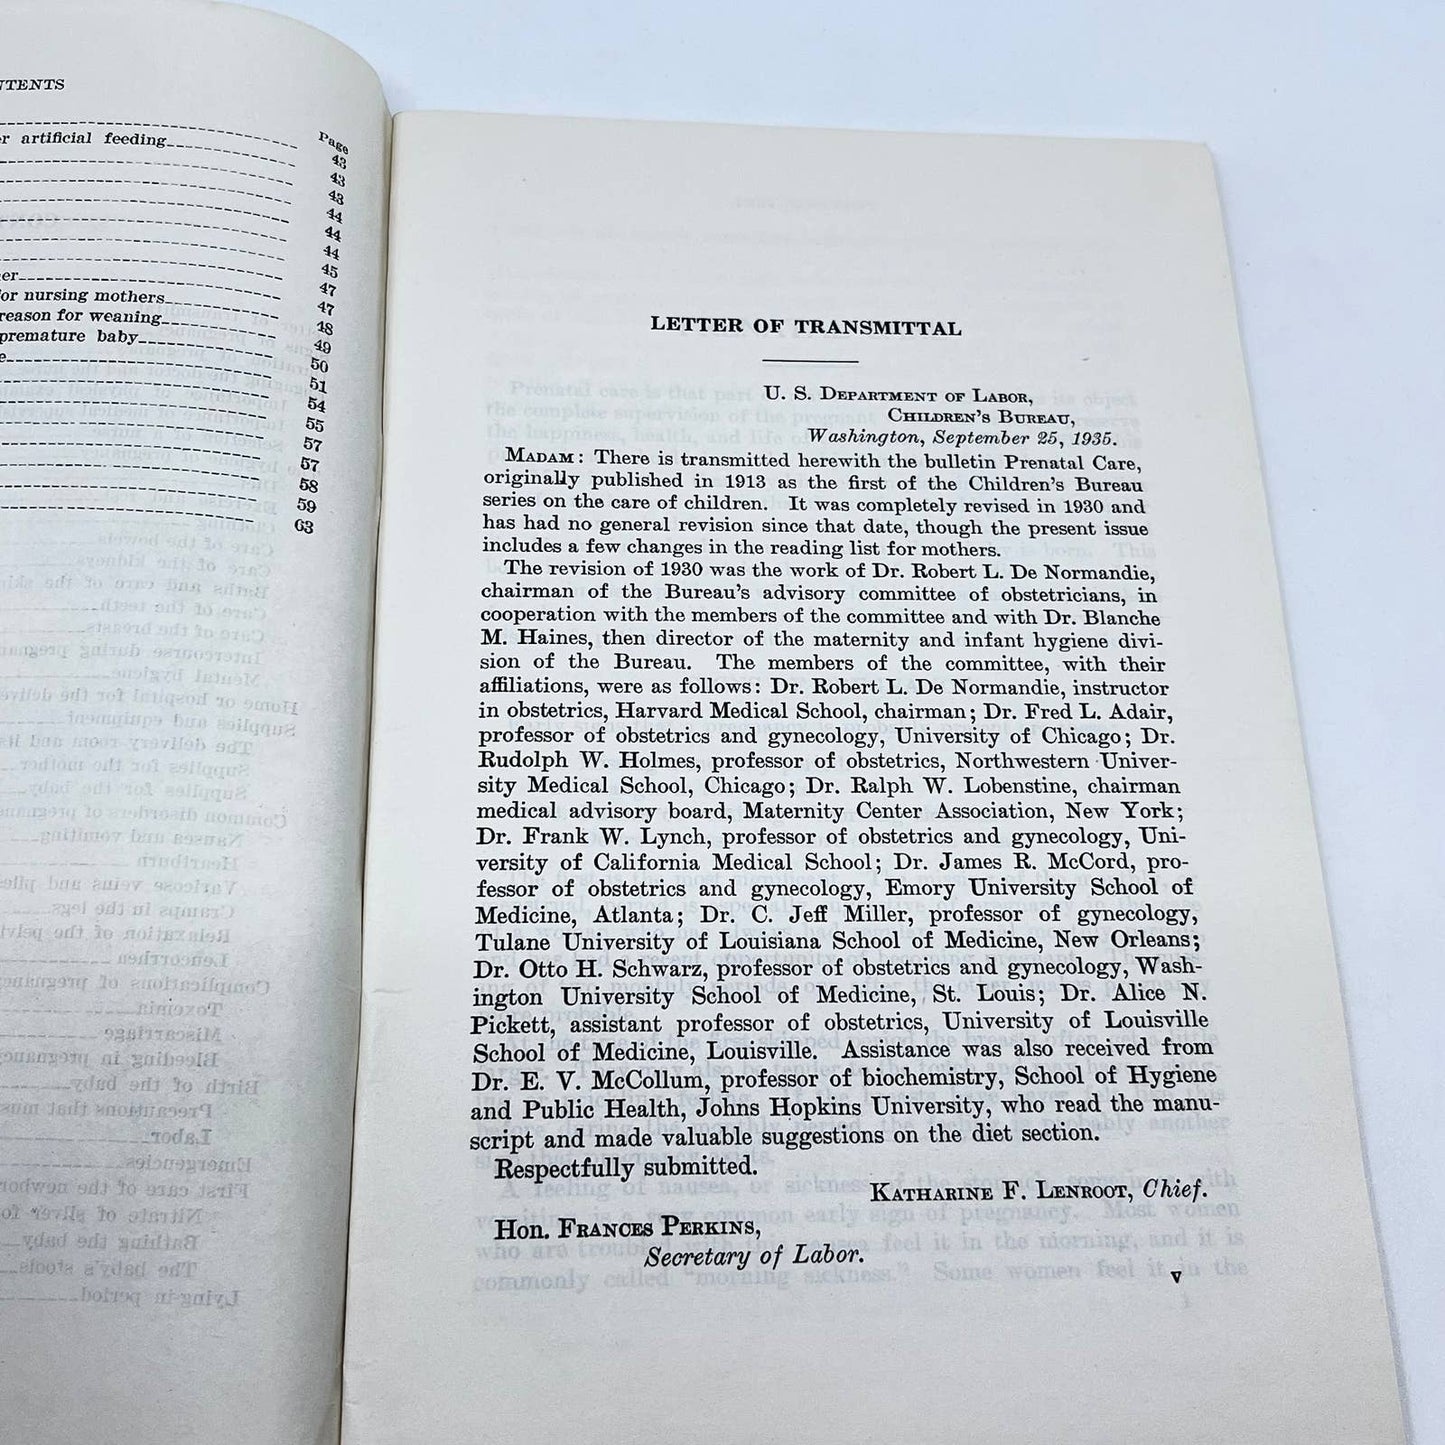 NTENTS
Page
43
r artificial feeding
43
43
44
44
44
45
er
47
for nursing mothers
47
reason for weaning
48
premature baby
49
e
50
51
54
55
57
57
58
59
63
LETTER OF TRANSMITTAL
U. S. DEPARTMENT OF LABOR,
CHILDREN'S BUREAU,
Washington, September 25, 1935.
MADAM: There is transmitted herewith the bulletin Prenatal Care,
originally published in 1913 as the first of the Children's Bureau
series on the care of children. It was completely revised in 1930 and
has had no general revision since that date, though the present issue
includes a few changes in the reading list for mothers.
The revision of 1930 was the work of Dr. Robert L. De Normandie,
chairman of the Bureau's advisory committee of obstetricians, in
cooperation with the members of the committee and with Dr. Blanche
M. Haines, then director of the maternity and infant hygiene divi-
sion of the Bureau. The members of the committee, with their
affiliations, were as follows: Dr. Robert L. De Normandie, instructor
in obstetrics, Harvard Medical School, chairman; Dr. Fred L. Adair,
professor of obstetrics and gynecology, University of Chicago; Dr.
Rudolph W. Holmes, professor of obstetrics, Northwestern Univer-
sity Medical School, Chicago; Dr. Ralph W. Lobenstine, chairman
medical advisory board, Maternity Center Association, New York;
Dr. Frank W. Lynch, professor of obstetrics and gynecology, Uni-
versity of California Medical School; Dr. James R. McCord, pro-
fessor of obstetrics and gynecology, Emory University School of
Medicine, Atlanta; Dr. C. Jeff Miller, professor of gynecology,
Tulane University of Louisiana School of Medicine, New Orleans;
Dr. Otto H. Schwarz, professor of obstetrics and gynecology, Wash-
ington University School of Medicine, St. Louis; Dr. Alice N.
Pickett, assistant professor of obstetrics, University of Louisville
School of Medicine, Louisville. Assistance was also received from
Dr. E. V. McCollum, professor of biochemistry, School of Hygiene
and Public Health, Johns Hopkins University, who read the manu-
script and made valuable suggestions on the diet section.
Respectfully submitted.
KATHARINE F. LENROOT, Chief.
Hon. FRANCES PERKINS,
Secretary of Labor.
V